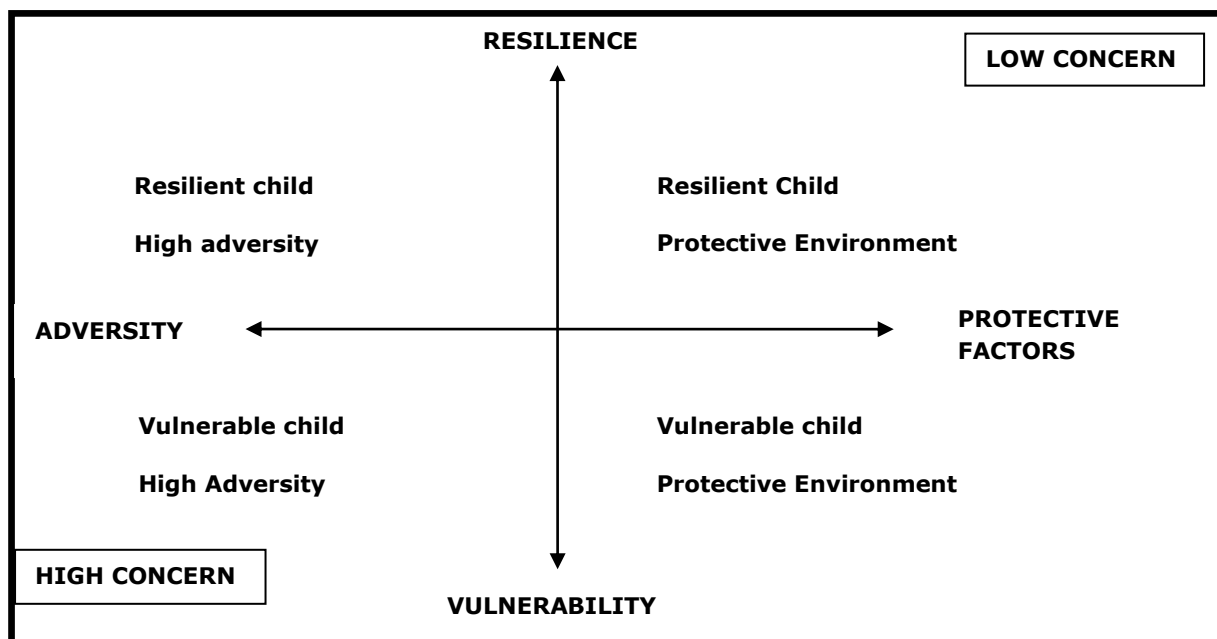 RESILIENCE
LOW CONCERN
Resilient child
High adversity
Resilient Child
Protective Environment
ADVERSITY
PROTECTIVE
FACTORS
Vulnerable child
High Adversity
Vulnerable child
Protective Environment
HIGH CONCERN
VULNERABILITY